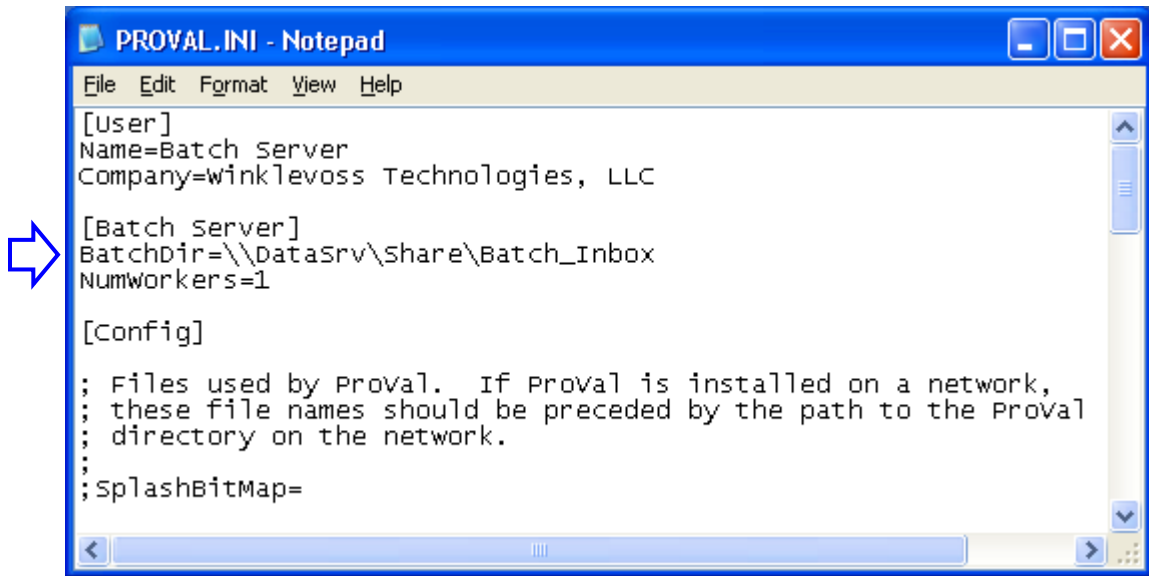 PROVAL.INI - Notepad
File Edit Format View Help
[User]
Name=Batch Server
Company=Winklevoss Technologies, LLC
[Batch Server]
BatchDir=\\DataSrv\Share\Batch_Inbox
NumWorkers=1
[Config]
; Files used by ProVal.  If ProVal is installed on a network,
; these file names should be preceded by the path to the ProVal
; directory on the network.
;
;SplashBitMap=